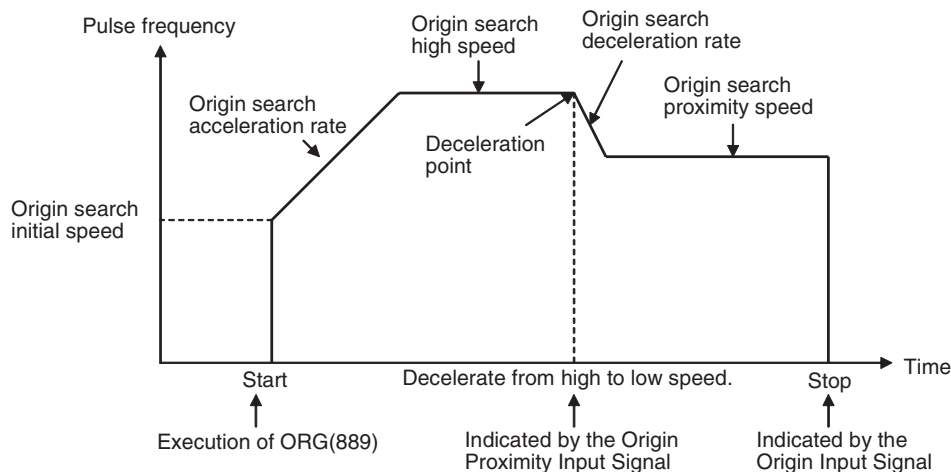 Pulse frequency
Origin search
high speed
Origin search
deceleration rate
Origin search
acceleration rate
Origin search
proximity speed
Deceleration
point
Origin search
initial speed
Time
Start
Decelerate from high to low speed.
Stop
Execution of ORG(889)
Indicated by the Origin
Proximity Input Signal
Indicated by the
Origin Input Signal